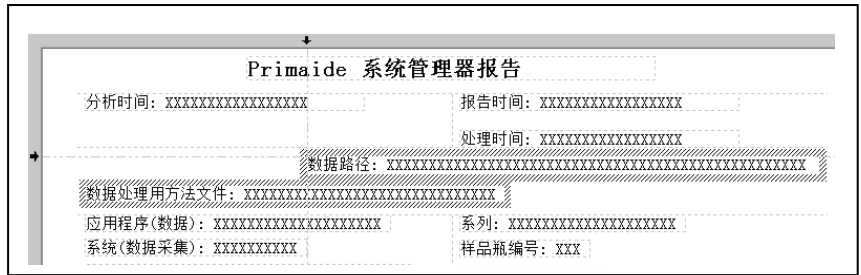 Primaide 系统管理器报告
分析时间: XXXXXXXXXXXXXXXXX 报告时间: XXXXXXXXXXXXXXXXX
处理时间: XXXXXXXXXXXXXXXXX
数据路径: XXXXXXXXXXXXXXXXXXXXXXXXXXXXXXXXXXXXXXXXXXXXXXXXXX
数据处理用方法文件: XXXXXXXXXXXXXXXXXXXXXXXXXXXXXX
应用程序(数据): XXXXXXXXXXXXXXXXXXXX 系列: XXXXXXXXXXXXXXXXXXXX
系统(数据采集): XXXXXXXXXX 样品瓶编号: XXX